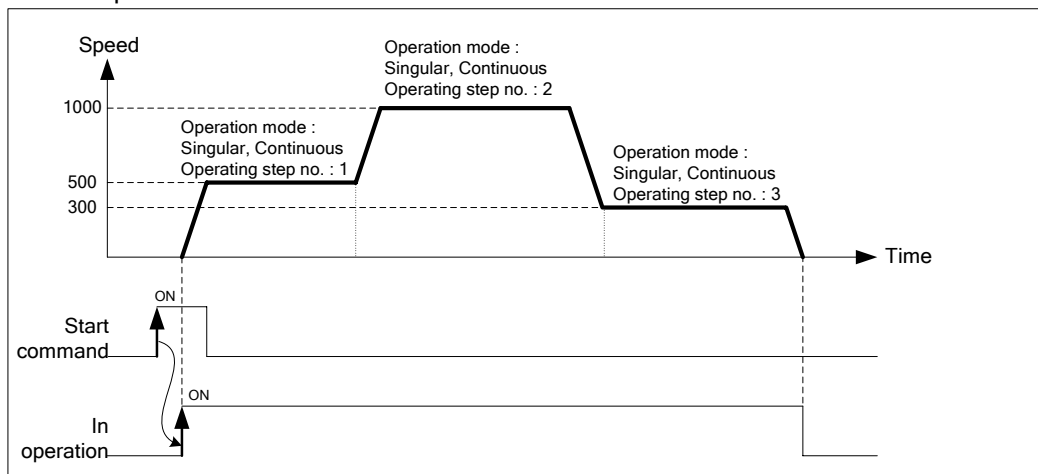 Speed
Operation mode :
Singular, Continuous
Operating step no. : 2
1000
Operation mode :
Singular, Continuous
Operating step no. : 1
Operation mode :
Singular, Continuous
Operating step no. : 3
500
300
Time
ON
Start
command
ON
In
operation